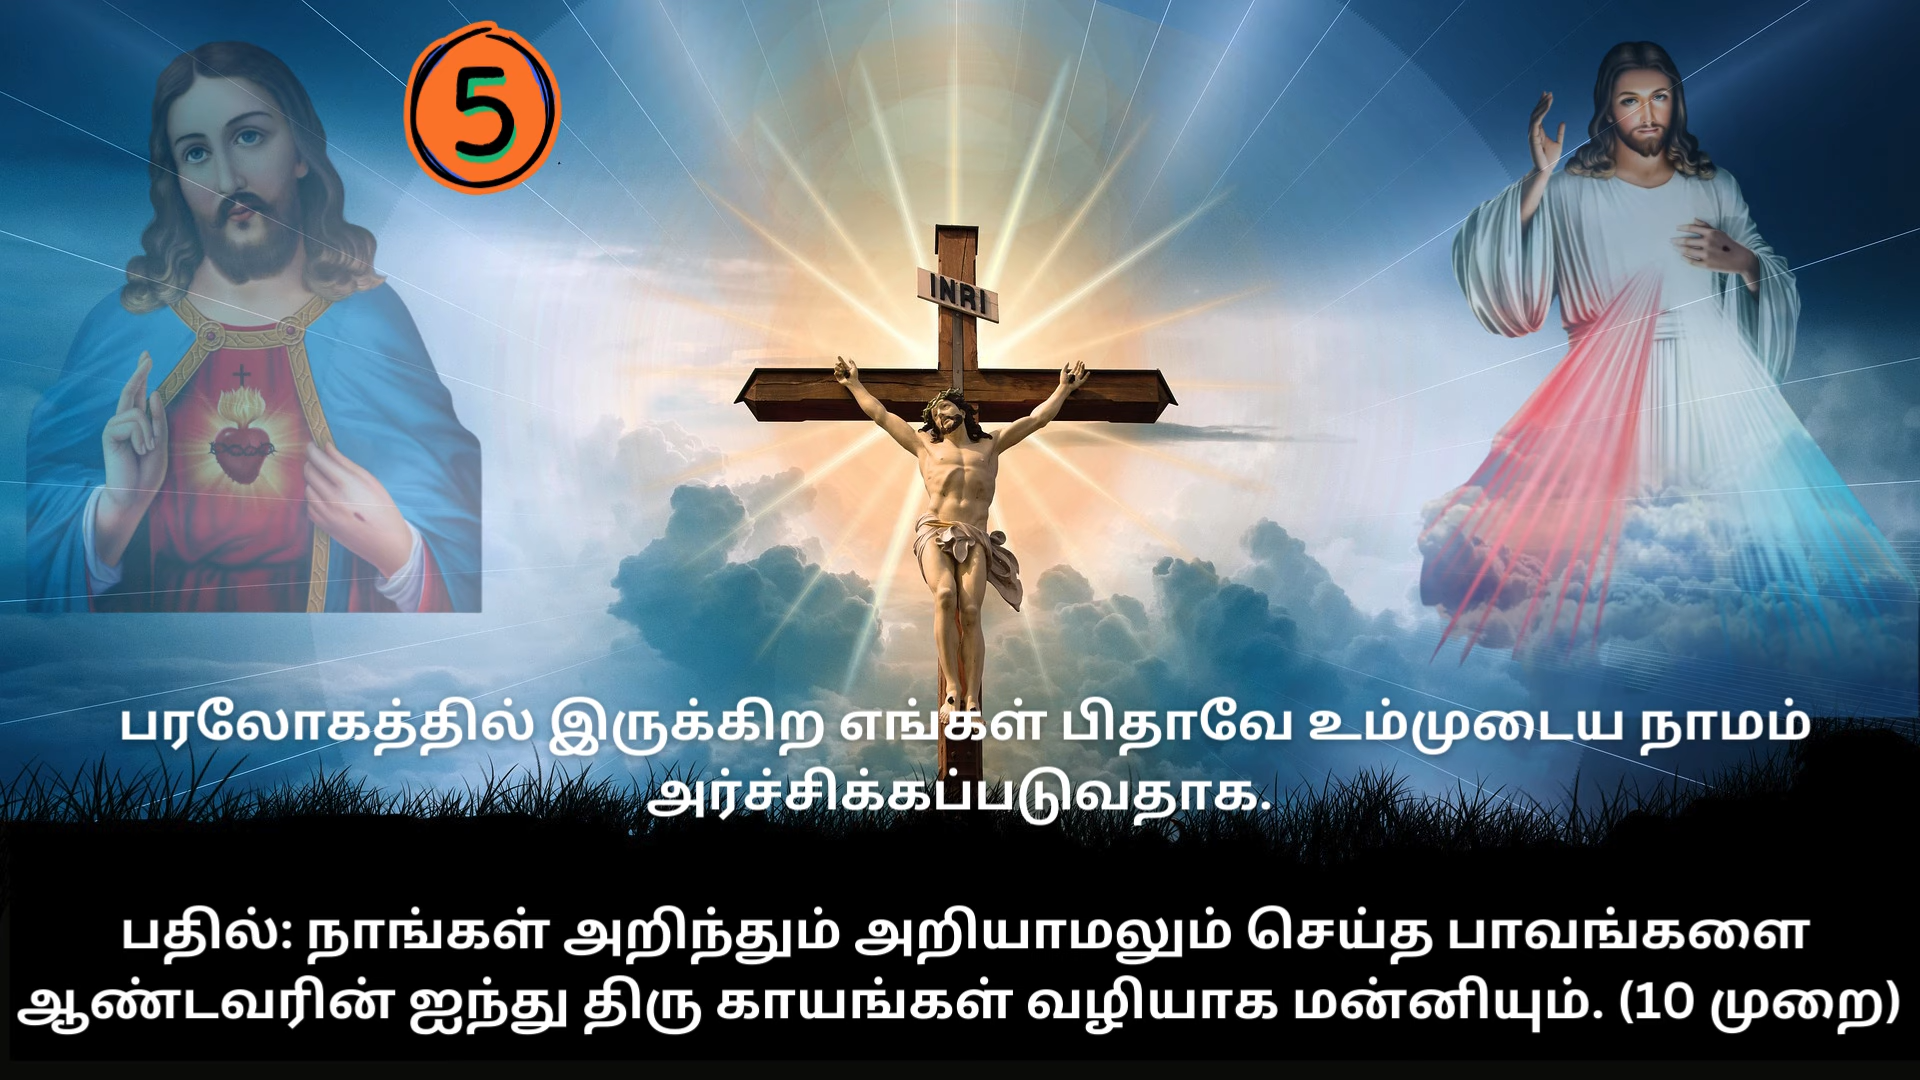 5
INRI
பரலோகத்தில் இருக்கிற எங்கள் பிதாவே உம்முடைய நாமம்
அர்ச்சிக்கப்படுவதாக.
பதில்: நாங்கள் அறிந்தும் அறியாமலும் செய்த பாவங்களை
ஆண்டவரின் ஐந்து திரு காயங்கள் வழியாக மன்னியும். (10 முறை)